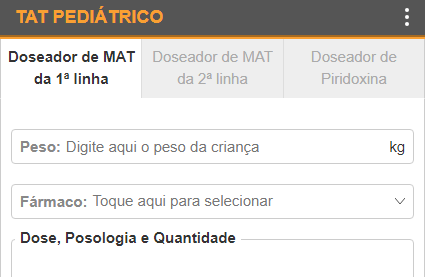 TAT PEDIÁTRICO
Doseador de MAT da 1ª linha
Doseador de MAT da 2ª linha
Doseador de Piridoxina
Peso: Digite aqui o peso da criança kg
Fármaco: Toque aqui para selecionar
Dose, Posologia e Quantidade